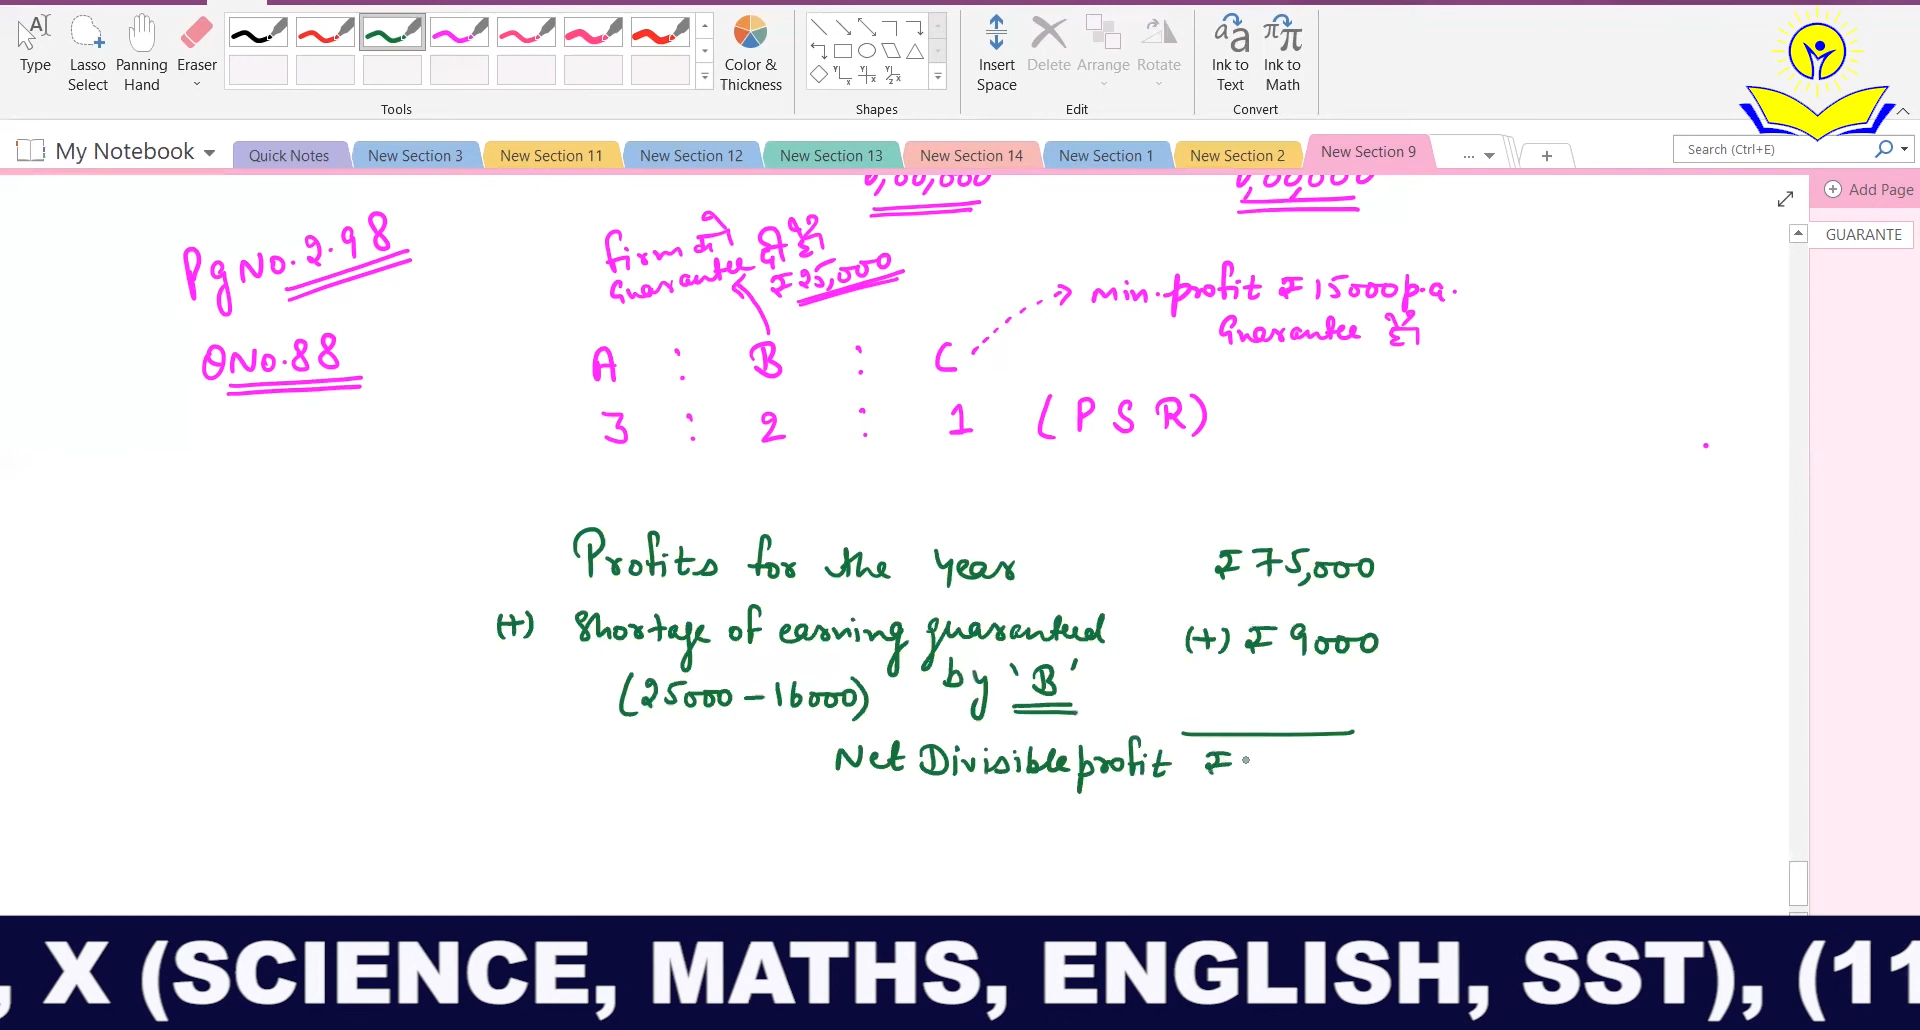 Type
Lasso Select
Panning Hand
Eraser
Color & Thickness
Insert Space
Delete
Arrange
Rotate
Ink to Text
Ink to Math
Tools
Shapes
Edit
Convert
My Notebook
Quick Notes
New Section 3
New Section 11
New Section 12
New Section 13
New Section 14
New Section 1
New Section 2
New Section 9
...
Search (Ctrl+E)
Add Page
GUARANTE
Pg No. 2.98
QNo.88
firm को
Guarantee दी है
₹25,000
min. profit ₹15000 p.a.
Guarantee है
A : B : C
3 : 2 : 1 (PSR)
Profits for the year ₹75,000
(+) Shortage of earning guaranteed (+) ₹9000
by 'B'
(25000-16000)
Net Divisible profit ₹
, X (SCIENCE, MATHS, ENGLISH, SST), (11